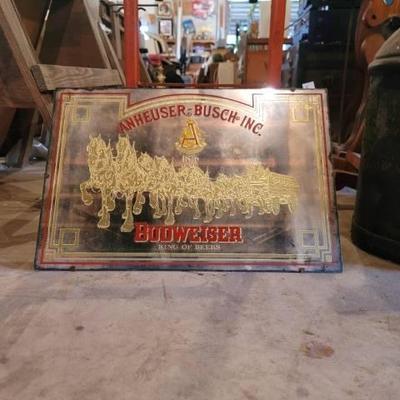 ANHEUSER-BUSCH INC.
A
BUDWEISER
KING OF BEERS